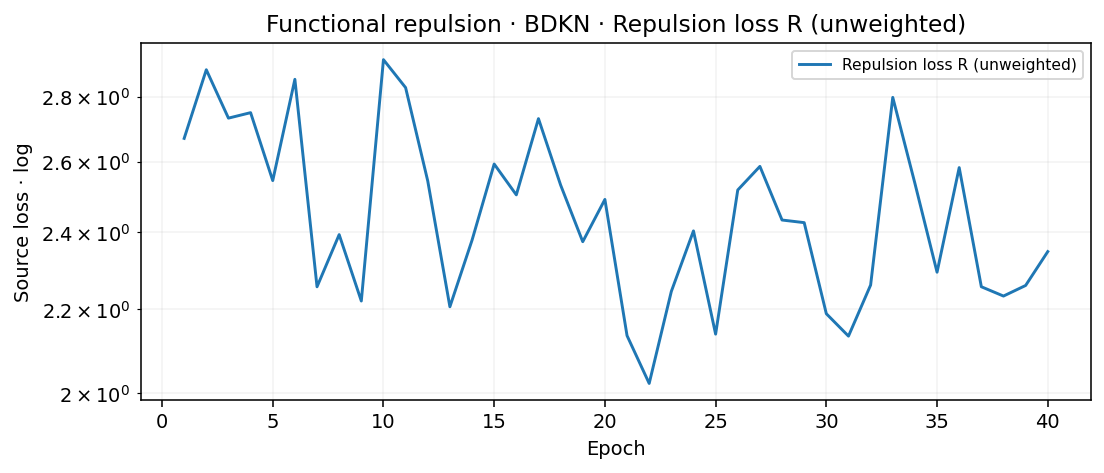 Functional repulsion · BDKN · Repulsion loss R (unweighted)
Repulsion loss R (unweighted)
Source loss · log
2.8 × 10⁰
2.6 × 10⁰
2.4 × 10⁰
2.2 × 10⁰
2 × 10⁰
0 5 10 15 20 25 30 35 40
Epoch